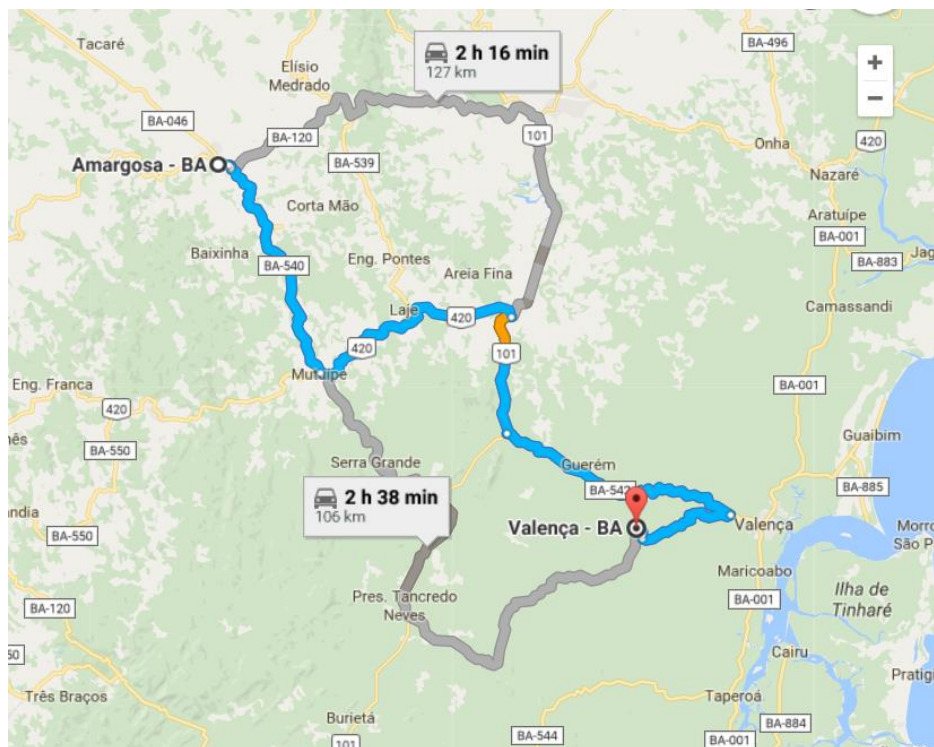 Tacaré
BA-496
2 h 16 min
127 km
Elísio
Medrado
+
−
BA-046
BA-120
101
Onha
420
Amargosa - BA
BA-539
Nazaré
Corta Mão
Aratuípe
BA-001
Baixinha
BA-540
Eng. Pontes
Areia Fina
BA-883
Jag
Camassandi
Laje
420
420
101
Mutuípe
Eng. Franca
BA-001
420
BA-550
Guaibim
Serra Grande
Guerém
2 h 38 min
106 km
BA-542
BA-885
Valença - BA
Valença
BA-550
Morro
São P
Maricoabo
BA-120
Pres. Tancredo
Neves
BA-001
Ilha de
Tinharé
Cairu
Três Braços
Taperoá
Pratig
Burietá
BA-884
BA-544
101
BA-001